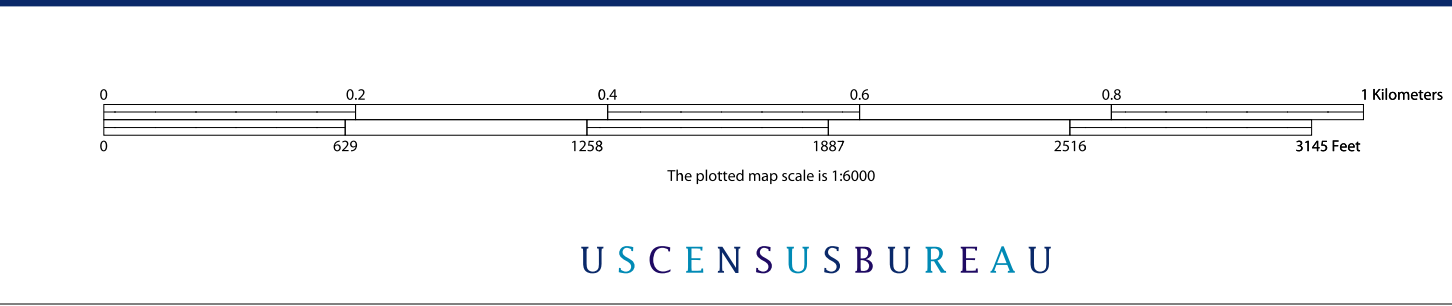 0 0.2 0.4 0.6 0.8 1 Kilometers
0 629 1258 1887 2516 3145 Feet
The plotted map scale is 1:6000
USCENSUSBUREAU